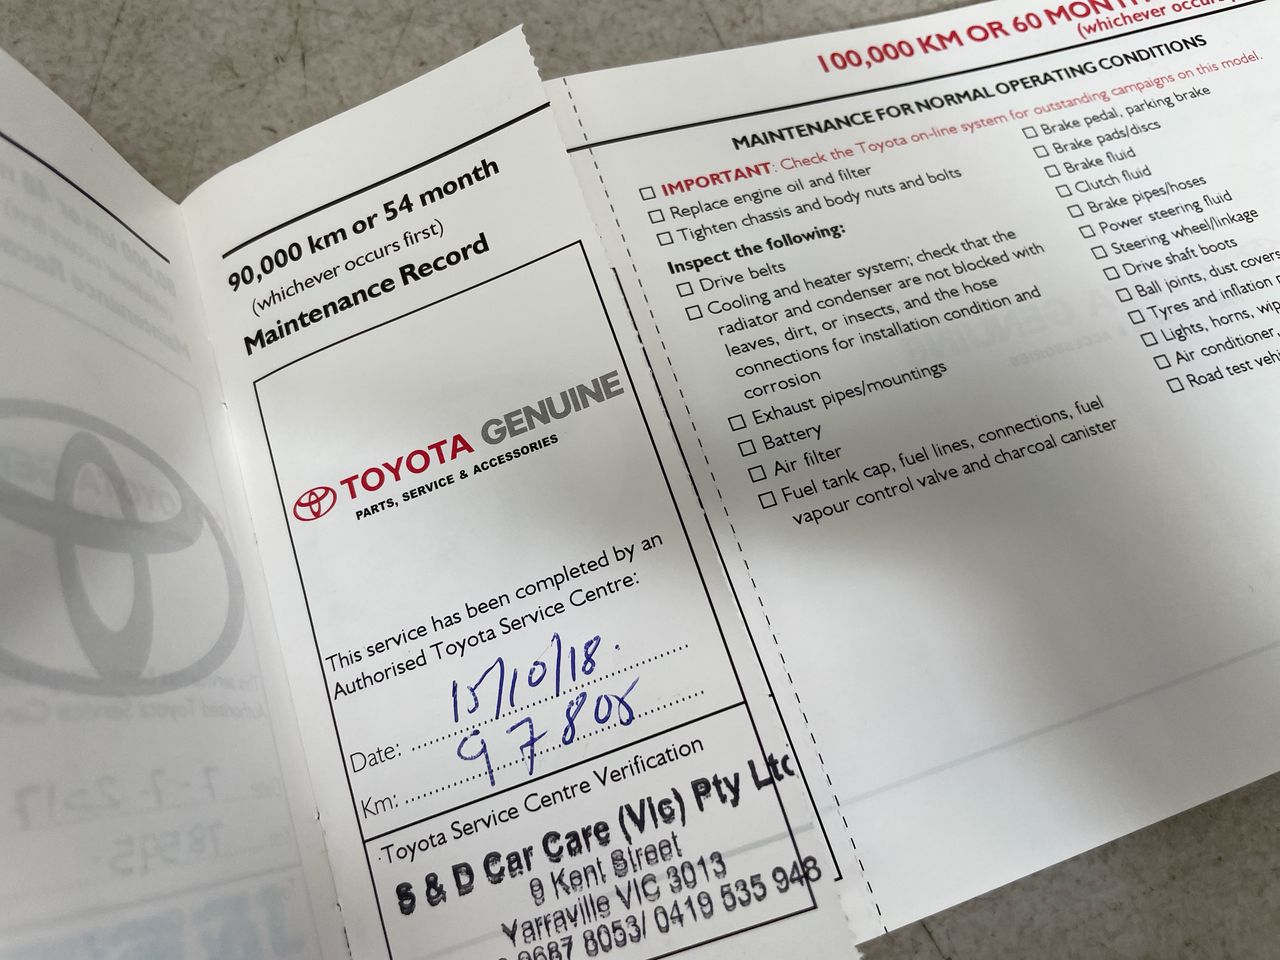 90,000 km or 54 month
(whichever occurs first)
Maintenance Record
TOYOTA GENUINE
PARTS, SERVICE & ACCESSORIES
This service has been completed by an
Authorised Toyota Service Centre:
Date: 15/10/18.
Km: 97808
Toyota Service Centre Verification
S & D Car Care (Vic) Pty Ltd
9 Kent Street
Yarraville VIC 3013
9687 8053/ 0419 535 948
100,000 KM OR 60 MONTH
(whichever occurs
MAINTENANCE FOR NORMAL OPERATING CONDITIONS
IMPORTANT: Check the Toyota on-line system for outstanding campaigns on this model.
Replace engine oil and filter
Tighten chassis and body nuts and bolts
Inspect the following:
Drive belts
Cooling and heater system; check that the
radiator and condenser are not blocked with
leaves, dirt, or insects, and the hose
connections for installation condition and
corrosion
Exhaust pipes/mountings
Battery
Air filter
Fuel tank cap, fuel lines, connections, fuel
vapour control valve and charcoal canister
Brake pedal, parking brake
Brake pads/discs
Brake fluid
Clutch fluid
Brake pipes/hoses
Power steering fluid
Steering wheel/linkage
Drive shaft boots
Ball joints, dust covers
Tyres and inflation
Lights, horns,
Air conditioner,
Road test